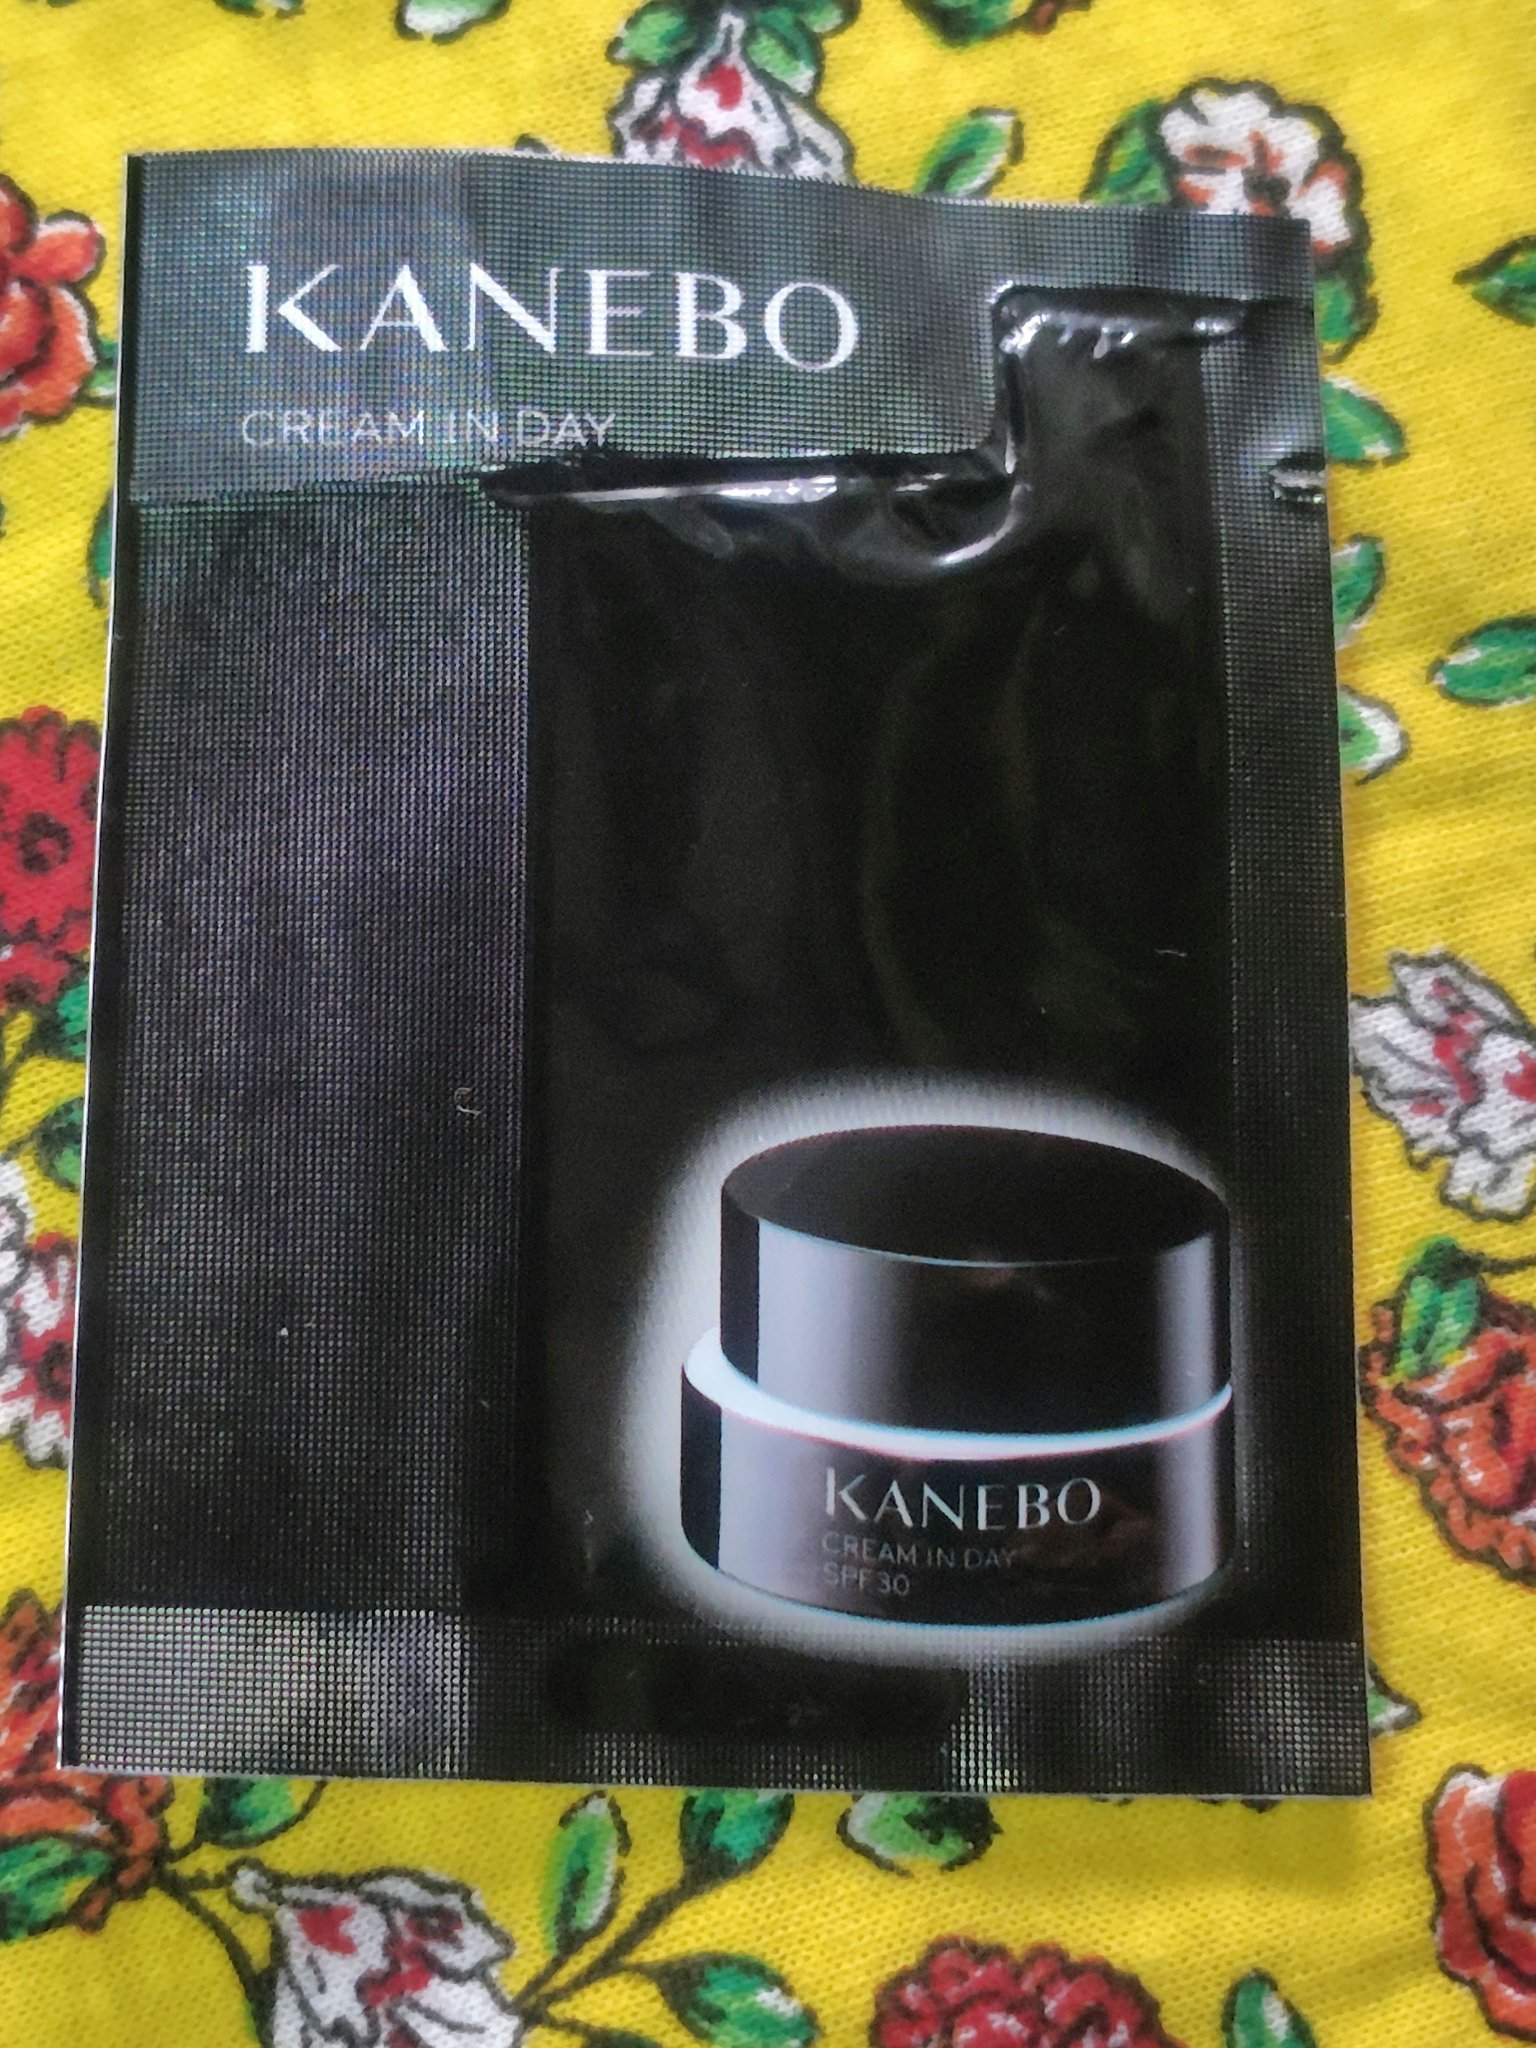 KANEBO
CREAM IN DAY
KANEBO
CREAM IN DAY
SPF30